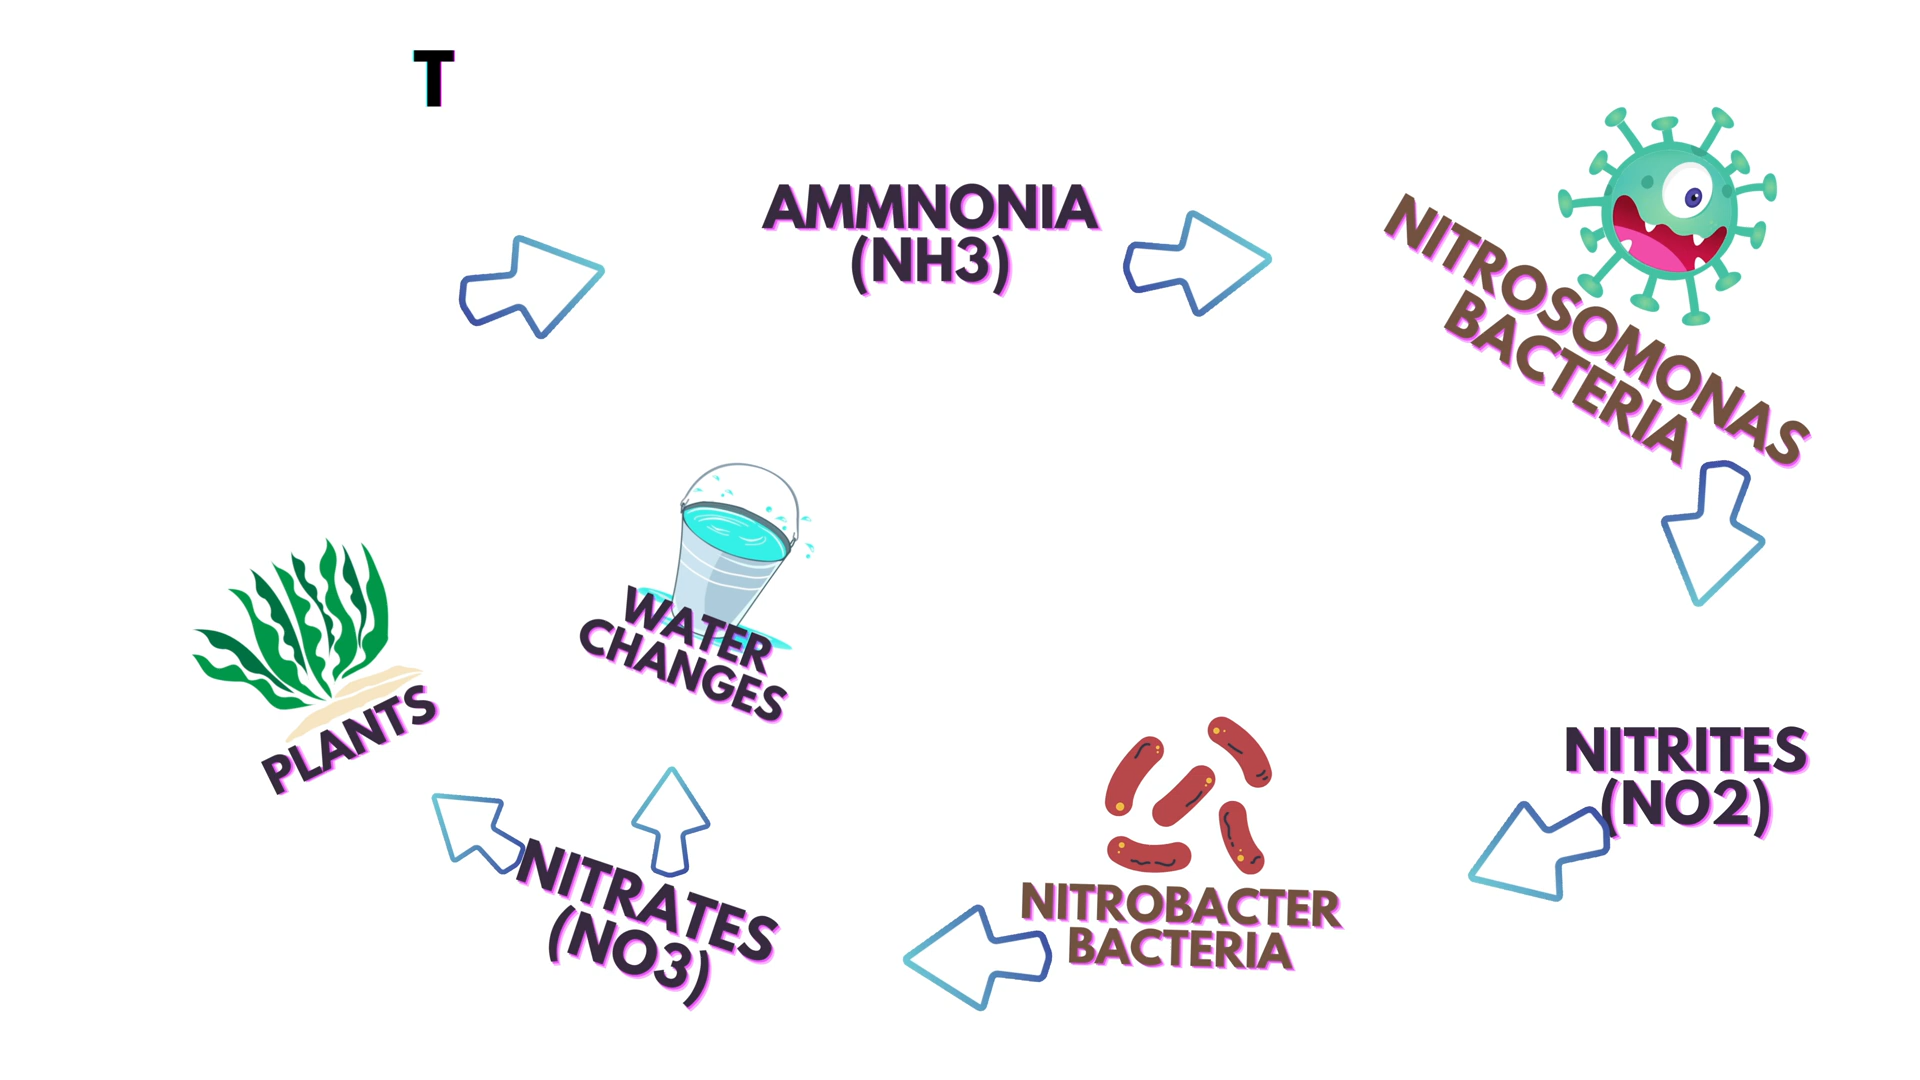 T
AMMNONIA
(NH3)
NITROSOMONAS
BACTERIA
WATER
CHANGES
PLANTS
NITRITES
(NO2)
NITROBACTER
BACTERIA
NITRATES
(NO3)